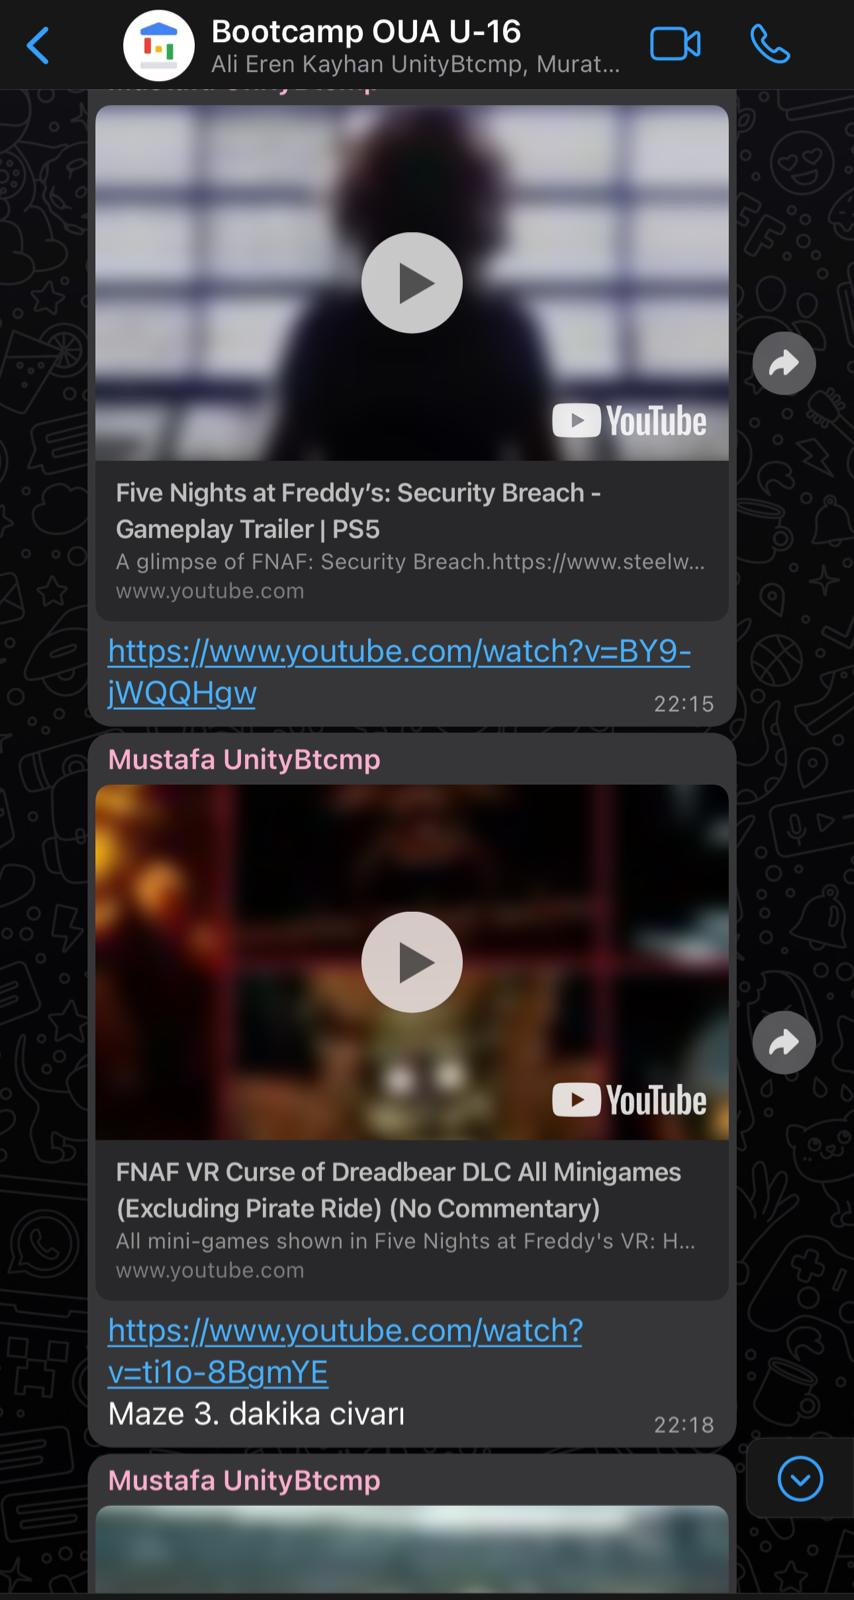 Bootcamp OUA U-16
Ali Eren Kayhan UnityBtcmp, Murat...
YouTube
Five Nights at Freddy's: Security Breach -
Gameplay Trailer | PS5
A glimpse of FNAF: Security Breach.https://www.steelw...
www.youtube.com
https://www.youtube.com/watch?v=BY9-
jWQQHgw
22:15
Mustafa UnityBtcmp
YouTube
FNAF VR Curse of Dreadbear DLC All Minigames
(Excluding Pirate Ride) (No Commentary)
All mini-games shown in Five Nights at Freddy's VR: H...
www.youtube.com
https://www.youtube.com/watch?
v=ti1o-8BgmYE
Maze 3. dakika civarı
22:18
Mustafa UnityBtcmp